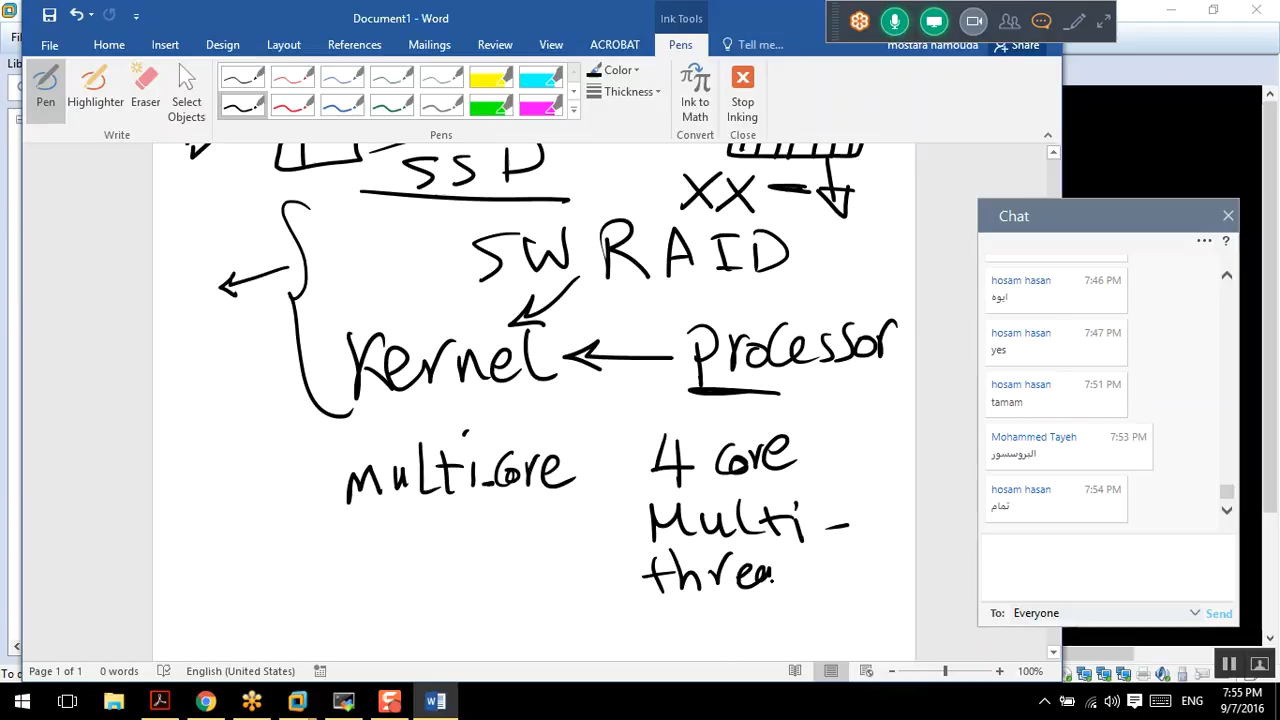 Document1 - Word
Ink Tools
File
Home
Insert
Design
Layout
References
Mailings
Review
View
ACROBAT
Pens
Tell me...
mostafa hamouda
Share
Pen
Highlighter
Eraser
Select Objects
Color
Thickness
Ink to Math
Stop Inking
Write
Pens
Convert
Close
SSD
XX
SW RAID
Kernel
processor
multi-core
4 core
Multi -
threa
Chat
hosam hasan 7:46 PM
ايوه
hosam hasan 7:47 PM
yes
hosam hasan 7:51 PM
tamam
Mohammed Tayeh 7:53 PM
البروسسور
hosam hasan 7:54 PM
تمام
To: Everyone
Send
Page 1 of 1
0 words
English (United States)
100%
ENG
7:55 PM
9/7/2016